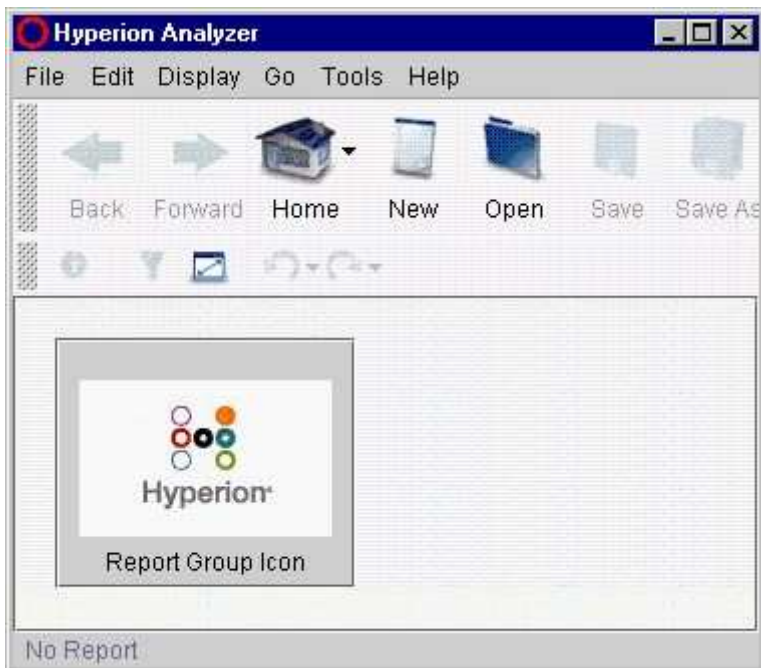 Hyperion Analyzer
File Edit Display Go Tools Help
Back Forward Home New Open Save Save As
Hyperion
Report Group Icon
No Report